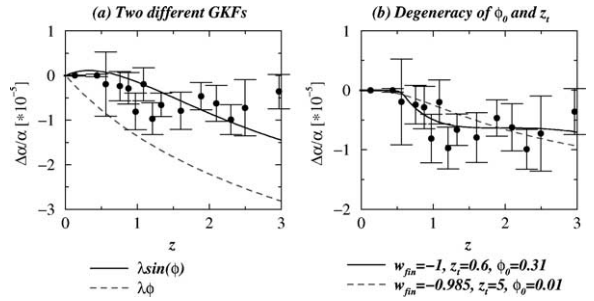 (a) Two different GKFs
(b) Degeneracy of ϕ₀ and zₜ
Δα/α [*10⁻⁵]
1
0
−1
−2
−3
0
1
2
3
z
λsin(ϕ)
λϕ
Δα/α [*10⁻⁵]
1
0
−1
−2
0
1
2
3
z
w_fin=−1, zₜ=0.6, ϕ₀=0.31
w_fin=−0.985, zₜ=5, ϕ₀=0.01